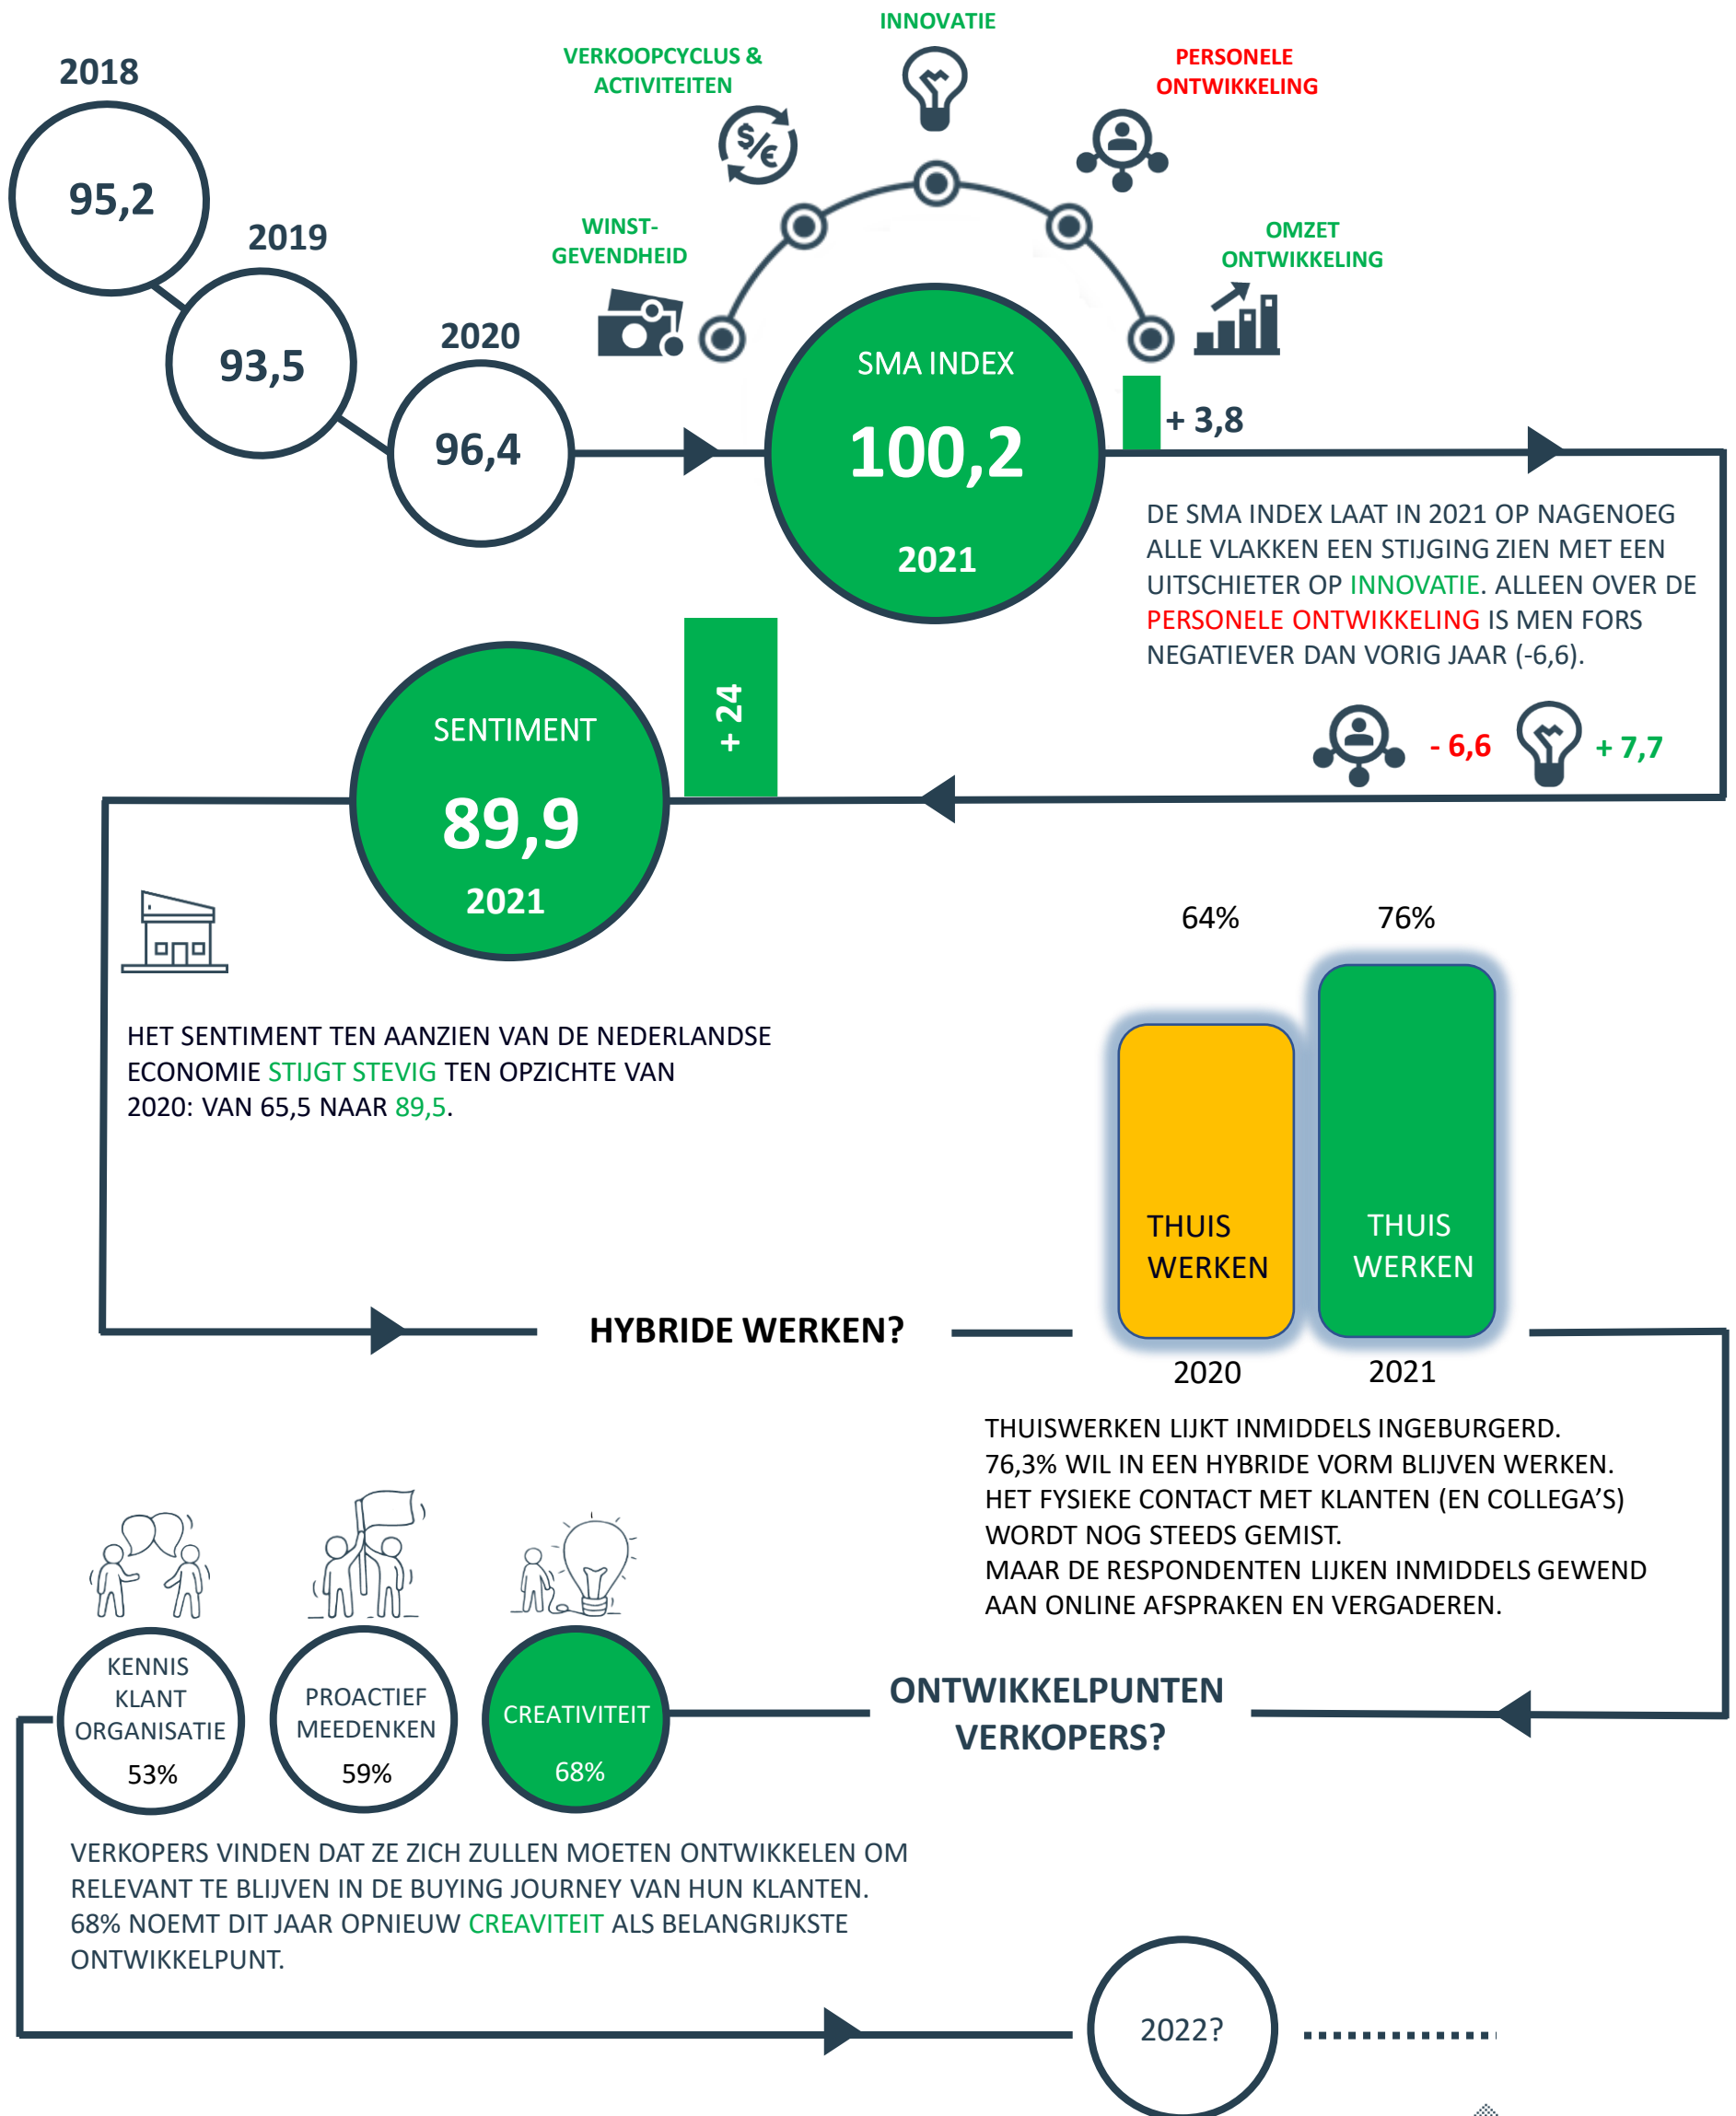 2018
95,2
2019
93,5
2020
96,4
WINST-
GEVENDHEID
VERKOOPCYCLUS &
ACTIVITEITEN
$/€
INNOVATIE
PERSONELE
ONTWIKKELING
OMZET
ONTWIKKELING
SMA INDEX
100,2
2021
+ 3,8
DE SMA INDEX LAAT IN 2021 OP NAGENOEG
ALLE VLAKKEN EEN STIJGING ZIEN MET EEN
UITSCHIETER OP INNOVATIE. ALLEEN OVER DE
PERSONELE ONTWIKKELING IS MEN FORS
NEGATIEVER DAN VORIG JAAR (-6,6).
- 6,6
+ 7,7
+ 24
SENTIMENT
89,9
2021
HET SENTIMENT TEN AANZIEN VAN DE NEDERLANDSE
ECONOMIE STIJGT STEVIG TEN OPZICHTE VAN
2020: VAN 65,5 NAAR 89,5.
HYBRIDE WERKEN?
64%
76%
THUIS
WERKEN
THUIS
WERKEN
2020
2021
THUISWERKEN LIJKT INMIDDELS INGEBURGERD.
76,3% WIL IN EEN HYBRIDE VORM BLIJVEN WERKEN.
HET FYSIEKE CONTACT MET KLANTEN (EN COLLEGA'S)
WORDT NOG STEEDS GEMIST.
MAAR DE RESPONDENTEN LIJKEN INMIDDELS GEWEND
AAN ONLINE AFSPRAKEN EN VERGADEREN.
ONTWIKKELPUNTEN
VERKOPERS?
KENNIS
KLANT
ORGANISATIE
53%
PROACTIEF
MEEDENKEN
59%
CREATIVITEIT
68%
VERKOPERS VINDEN DAT ZE ZICH ZULLEN MOETEN ONTWIKKELEN OM
RELEVANT TE BLIJVEN IN DE BUYING JOURNEY VAN HUN KLANTEN.
68% NOEMT DIT JAAR OPNIEUW CREAVITEIT ALS BELANGRIJKSTE
ONTWIKKELPUNT.
2022?